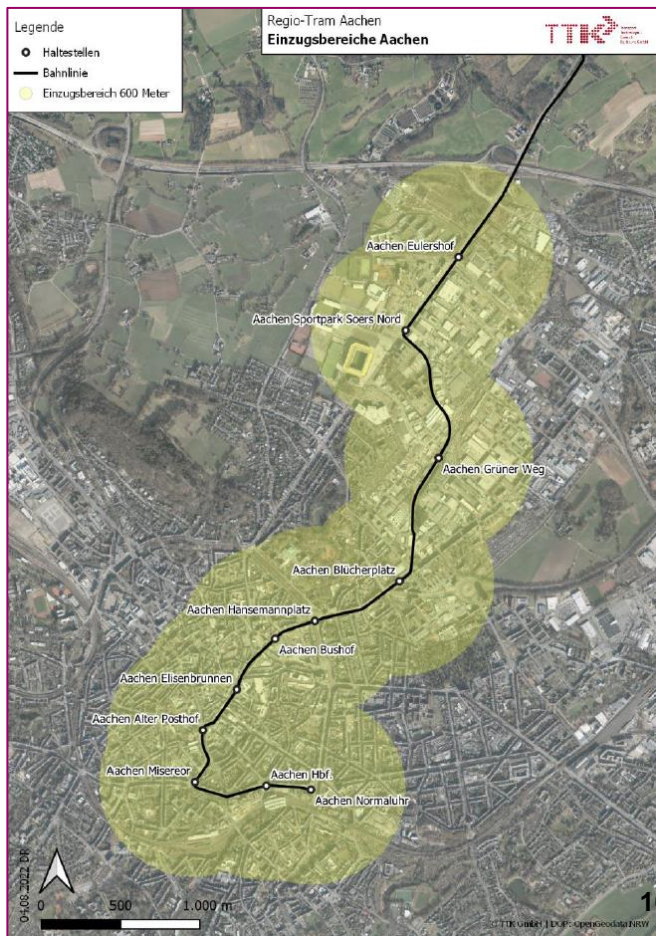 Legende
Haltestellen
Bahnlinie
Einzugsbereich 600 Meter
Regio-Tram Aachen
Einzugsbereiche Aachen
TTK
Aachen Eulershof
Aachen Sportpark Soers Nord
Aachen Grüner Weg
Aachen Blücherplatz
Aachen Hansemannplatz
Aachen Bushof
Aachen Elisenbrunnen
Aachen Alter Posthof
Aachen Misereor
Aachen Hbf.
Aachen Normaluhr
04.08.2022 DR
0 500 1.000 m
© TTK GmbH | DOP: OpenGeodata.NRW